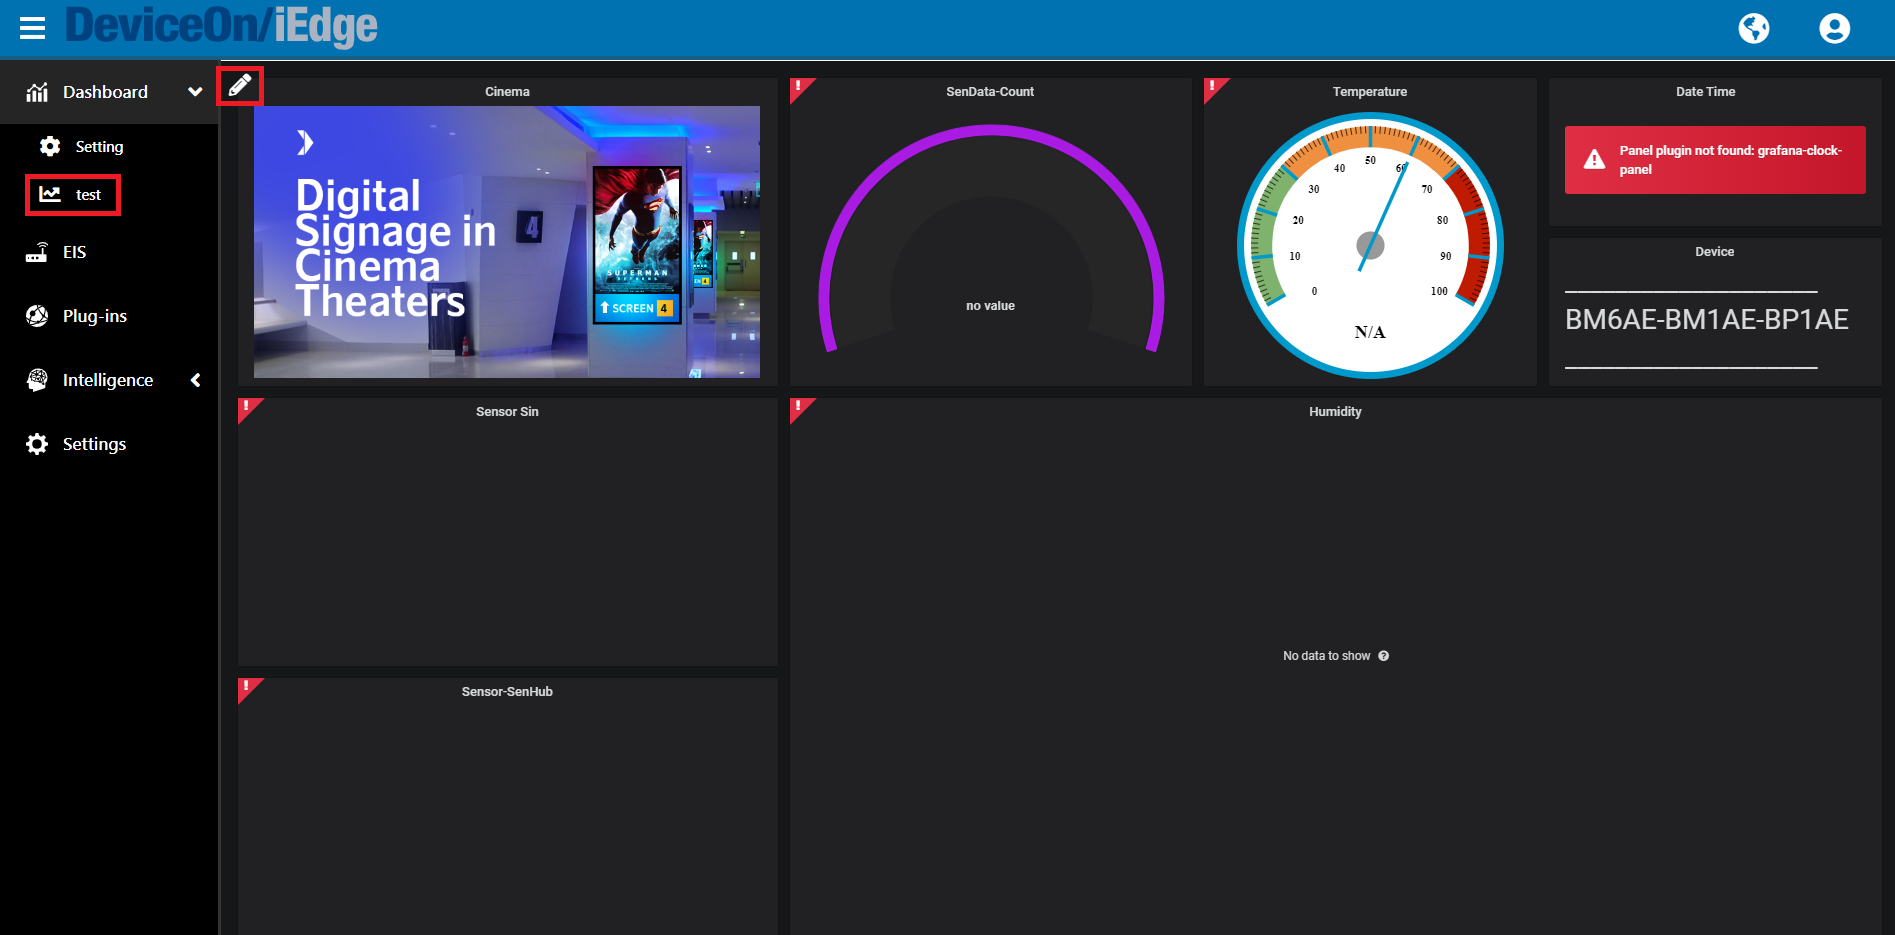 DeviceOn/iEdge
Dashboard
Setting
test
EIS
Plug-ins
Intelligence
Settings
Cinema
Digital
Signage in
Cinema
Theaters
4
SUPERMAN
RETURNS
SCREEN 4
SenData-Count
no value
Temperature
0
10
20
30
40
50
60
70
80
90
100
N/A
Date Time
Panel plugin not found: grafana-clock-
panel
Device
BM6AE-BM1AE-BP1AE
Sensor Sin
Humidity
No data to show
Sensor-SenHub